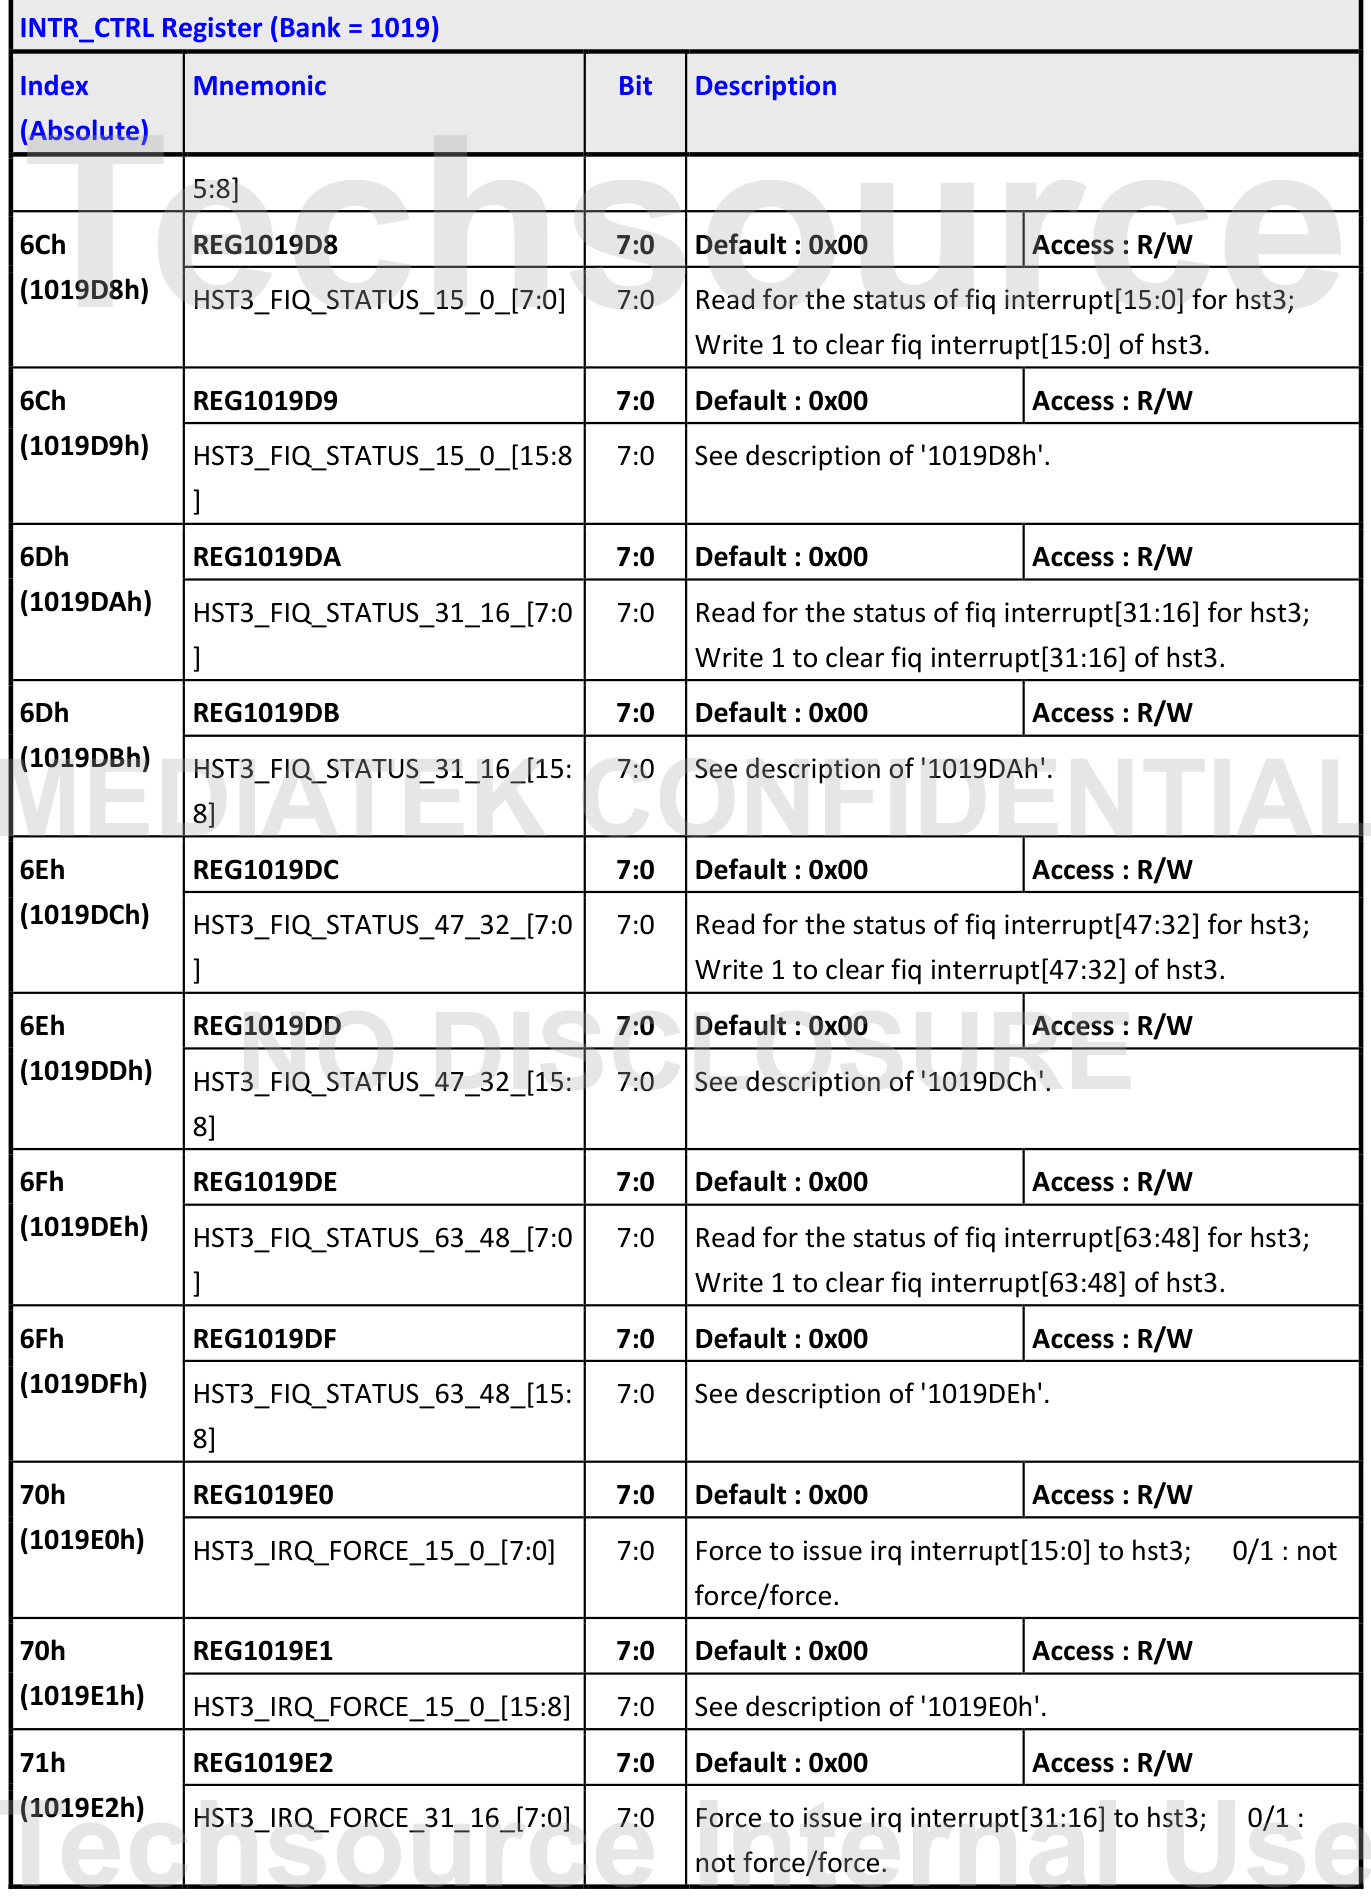 INTR_CTRL Register (Bank = 1019)
Index Mnemonic Bit Description
(Absolute)
5:8]
6Ch REG1019D8 7:0 Default : 0x00 Access : R/W
(1019D8h) HST3_FIQ_STATUS_15_0_[7:0] 7:0 Read for the status of fiq interrupt[15:0] for hst3;
Write 1 to clear fiq interrupt[15:0] of hst3.
Techsource
6Ch REG1019D9 7:0 Default : 0x00 Access : R/W
(1019D9h) HST3_FIQ_STATUS_15_0_[15:8 7:0 See description of '1019D8h'.
]
6Dh REG1019DA 7:0 Default : 0x00 Access : R/W
(1019DAh) HST3_FIQ_STATUS_31_16_[7:0 7:0 Read for the status of fiq interrupt[31:16] for hst3;
] Write 1 to clear fiq interrupt[31:16] of hst3.
6Dh REG1019DB 7:0 Default : 0x00 Access : R/W
(1019DBh) HST3_FIQ_STATUS_31_16_[15: 7:0 See description of '1019DAh'.
8]
MEDIATEK CONFIDENTIAL
6Eh REG1019DC 7:0 Default : 0x00 Access : R/W
(1019DCh) HST3_FIQ_STATUS_47_32_[7:0 7:0 Read for the status of fiq interrupt[47:32] for hst3;
] Write 1 to clear fiq interrupt[47:32] of hst3.
6Eh REG1019DD 7:0 Default : 0x00 Access : R/W
(1019DDh) HST3_FIQ_STATUS_47_32_[15: 7:0 See description of '1019DCh'.
8]
NO DISCLOSURE
6Fh REG1019DE 7:0 Default : 0x00 Access : R/W
(1019DEh) HST3_FIQ_STATUS_63_48_[7:0 7:0 Read for the status of fiq interrupt[63:48] for hst3;
] Write 1 to clear fiq interrupt[63:48] of hst3.
6Fh REG1019DF 7:0 Default : 0x00 Access : R/W
(1019DFh) HST3_FIQ_STATUS_63_48_[15: 7:0 See description of '1019DEh'.
8]
70h REG1019E0 7:0 Default : 0x00 Access : R/W
(1019E0h) HST3_IRQ_FORCE_15_0_[7:0] 7:0 Force to issue irq interrupt[15:0] to hst3; 0/1 : not
force/force.
70h REG1019E1 7:0 Default : 0x00 Access : R/W
(1019E1h) HST3_IRQ_FORCE_15_0_[15:8] 7:0 See description of '1019E0h'.
71h REG1019E2 7:0 Default : 0x00 Access : R/W
(1019E2h) HST3_IRQ_FORCE_31_16_[7:0] 7:0 Force to issue irq interrupt[31:16] to hst3; 0/1 :
not force/force.
Techsource Internal Use